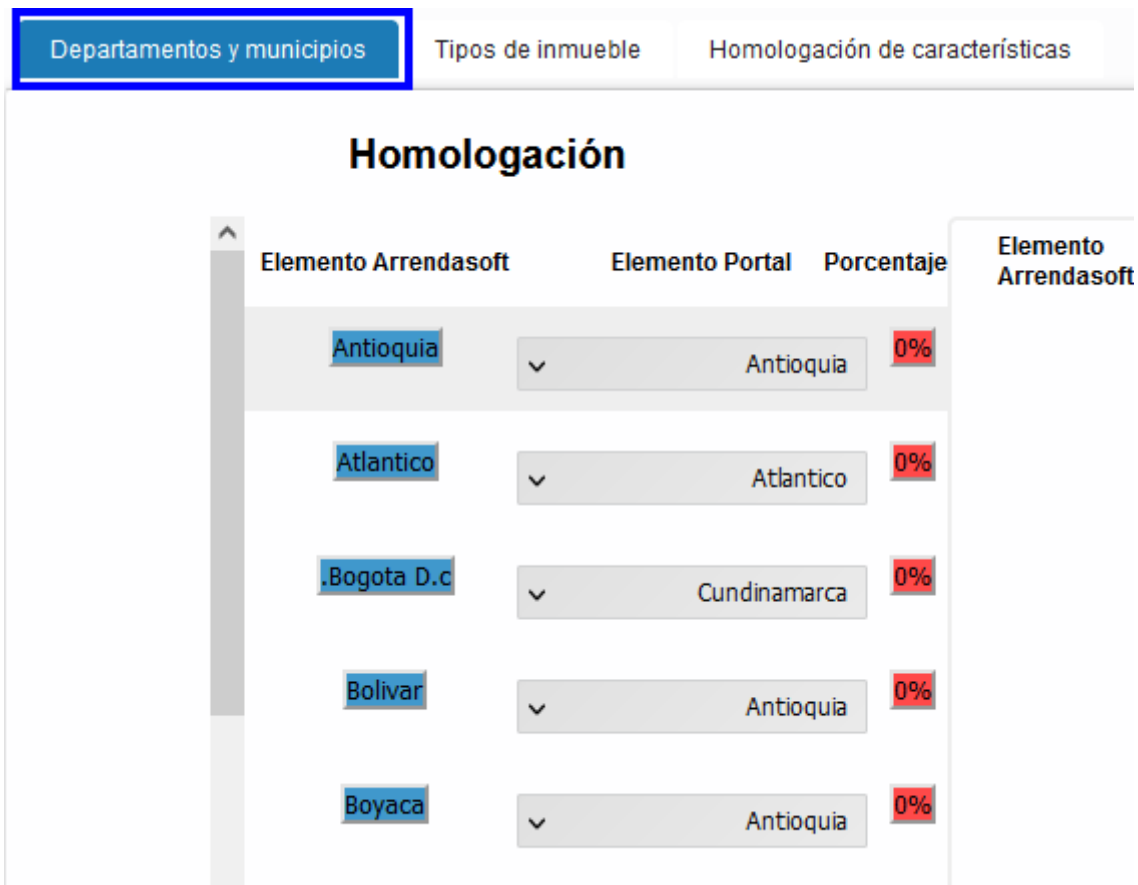 Departamentos y municipios Tipos de inmueble Homologación de características
Homologación
Elemento Arrendasoft Elemento Portal Porcentaje Elemento
Arrendasoft
Antioquia Antioquia 0%
Atlantico Atlantico 0%
.Bogota D.c Cundinamarca 0%
Bolivar Antioquia 0%
Boyaca Antioquia 0%